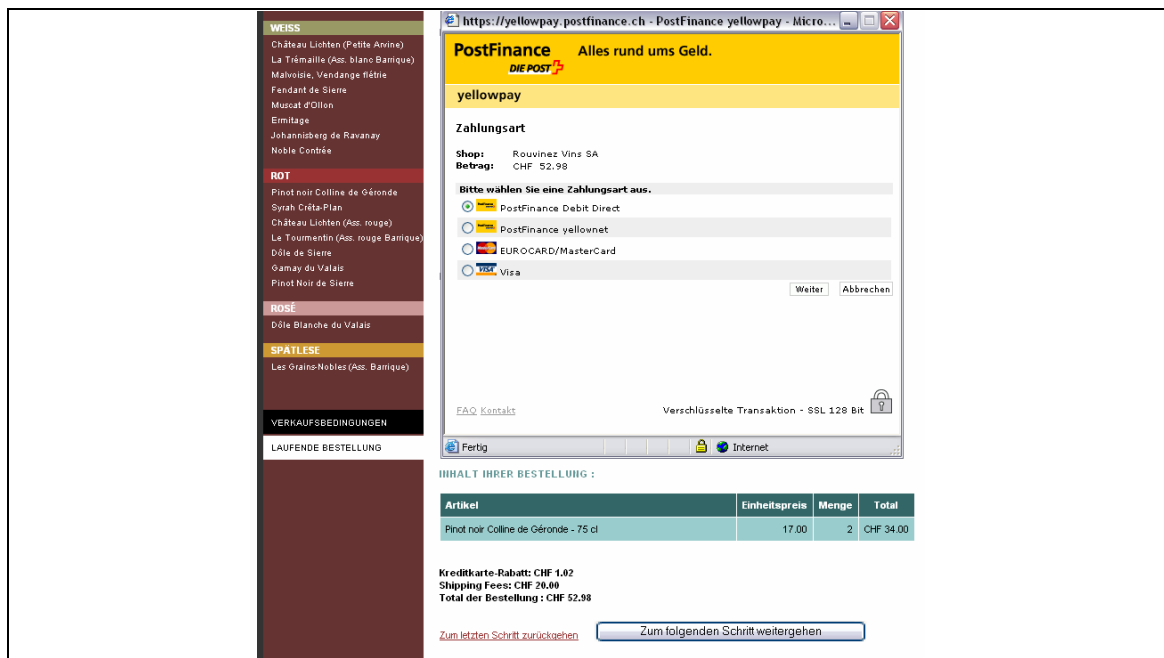 WEISS
Château Lichten (Petite Arvine)
La Trémaille (Ass. blanc Barrique)
Malvoisie, Vendange flétrie
Fendant de Sierre
Muscat d'Ollon
Ermitage
Johannisberg de Ravanay
Noble Contrée
ROT
Pinot noir Colline de Géronde
Syrah Crêta-Plan
Château Lichten (Ass. rouge)
Le Tourmentin (Ass. rouge Barrique)
Dôle de Sierre
Gamay du Valais
Pinot Noir de Sierre
ROSÉ
Dôle Blanche du Valais
SPÄTLESE
Les Grains-Nobles (Ass. Barrique)
VERKAUFSBEDINGUNGEN
LAUFENDE BESTELLUNG
https://yellowpay.postfinance.ch - PostFinance yellowpay - Micro...
PostFinance Alles rund ums Geld.
DIE POST
yellowpay
Zahlungsart
Shop: Rouvinez Vins SA
Betrag: CHF 52.98
Bitte wählen Sie eine Zahlungsart aus.
PostFinance Debit Direct
PostFinance yellownet
EUROCARD/MasterCard
VISA Visa
Weiter Abbrechen
FAQ Kontakt Verschlüsselte Transaktion - SSL 128 Bit
Fertig Internet
INHALT IHRER BESTELLUNG :
Artikel Einheitspreis Menge Total
Pinot noir Colline de Géronde - 75 cl 17.00 2 CHF 34.00
Kreditkarte-Rabatt: CHF 1.02
Shipping Fees: CHF 20.00
Total der Bestellung : CHF 52.98
Zum letzten Schritt zurückgehen Zum folgenden Schritt weitergehen